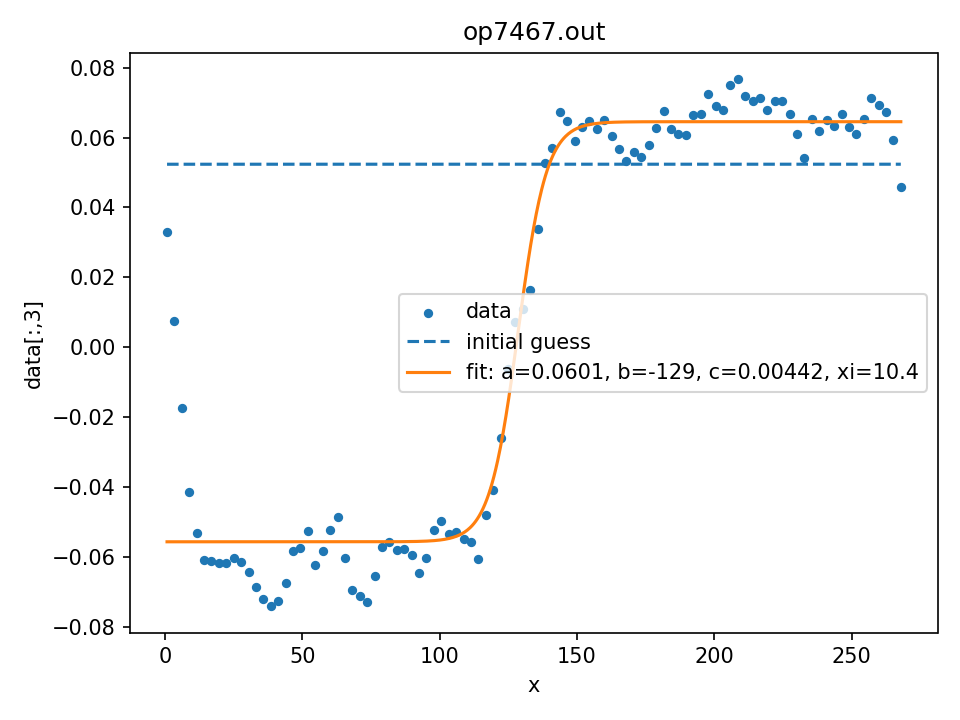 op7467.out
0.08
0.06
0.04
0.02
0.00
−0.02
−0.04
−0.06
−0.08
data[:,3]
data
initial guess
fit: a=0.0601, b=-129, c=0.00442, xi=10.4
0 50 100 150 200 250
x